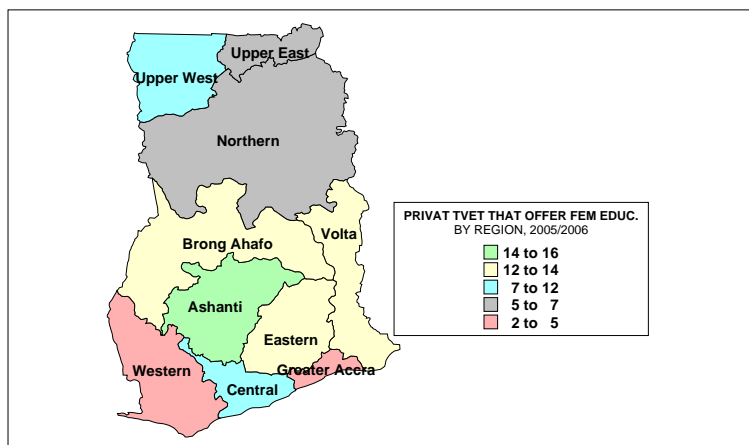 Upper East
Upper West
Northern
Volta
Brong Ahafo
Ashanti
Eastern
Western
Greater Accra
Central
PRIVAT TVET THAT OFFER FEM EDUC.
BY REGION, 2005/2006
14 to 16
12 to 14
7 to 12
5 to 7
2 to 5